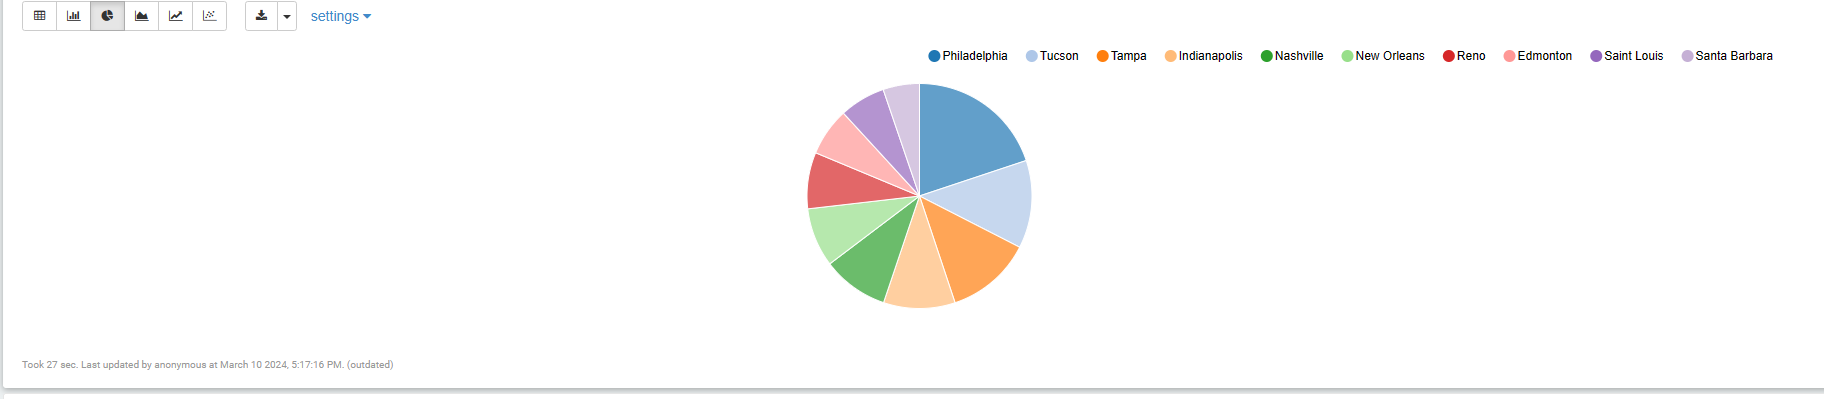 settings
Philadelphia Tucson Tampa Indianapolis Nashville New Orleans Reno Edmonton Saint Louis Santa Barbara
Took 27 sec. Last updated by anonymous at March 10 2024, 5:17:16 PM. (outdated)